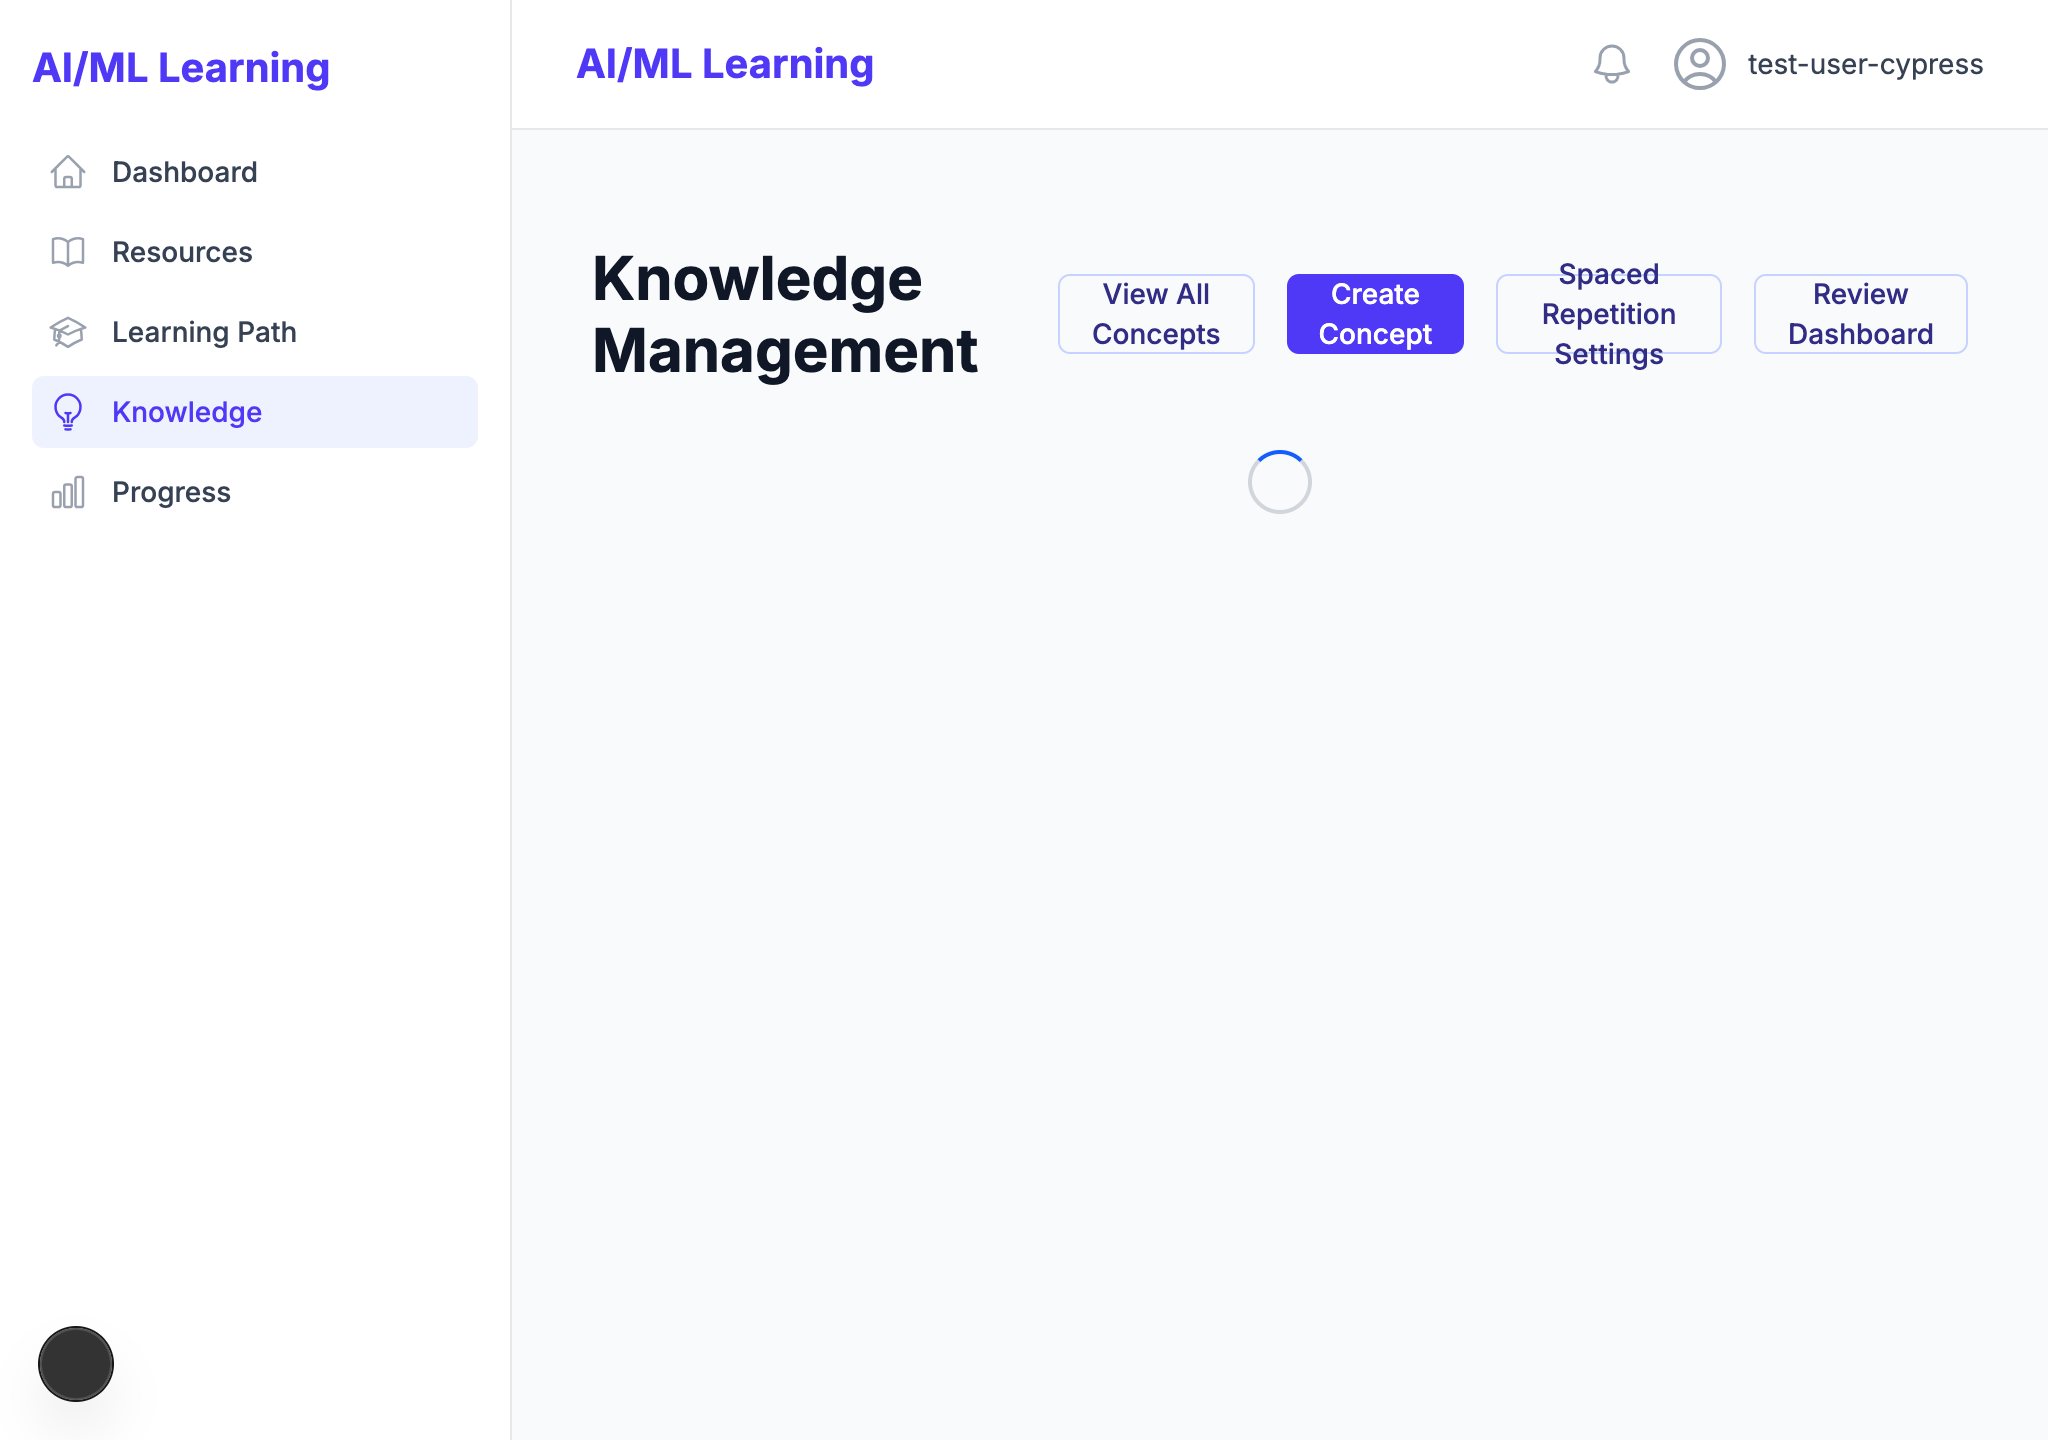 AI/ML Learning
Dashboard
Resources
Learning Path
Knowledge
Progress
AI/ML Learning
test-user-cypress
Knowledge
Management
View All
Concepts
Create
Concept
Spaced
Repetition
Settings
Review
Dashboard